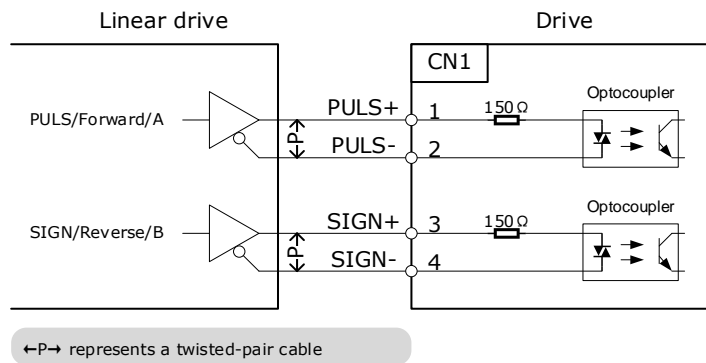 Linear drive
Drive
CN1
PULS/Forward/A
PULS+
1
150 Ω
Optocoupler
←P→
PULS-
2
SIGN/Reverse/B
SIGN+
3
150 Ω
Optocoupler
←P→
SIGN-
4
←P→ represents a twisted-pair cable